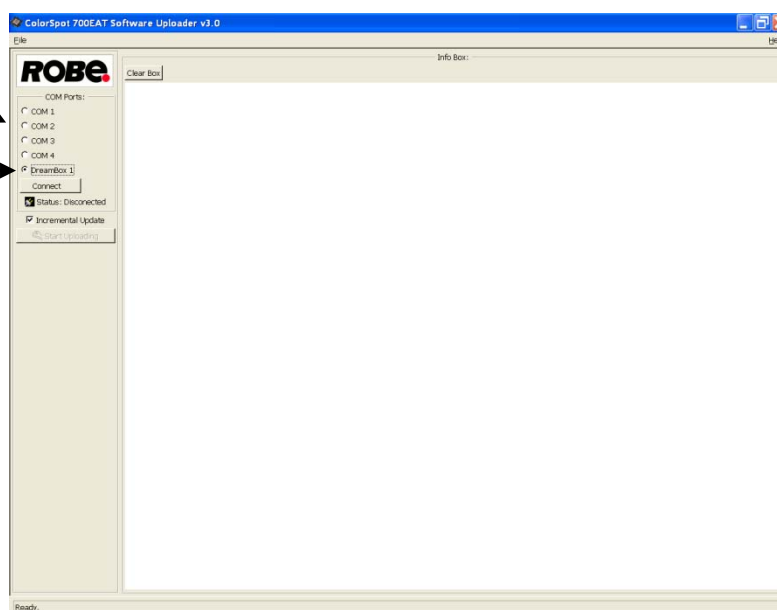 ColorSpot 700EAT Software Uploader v3.0
File
ROBE
COM Ports:
COM 1
COM 2
COM 3
COM 4
DreamBox 1
Connect
Status: Disconected
Incremental Update
Start Uploading
Info Box:
Clear Box
Ready.